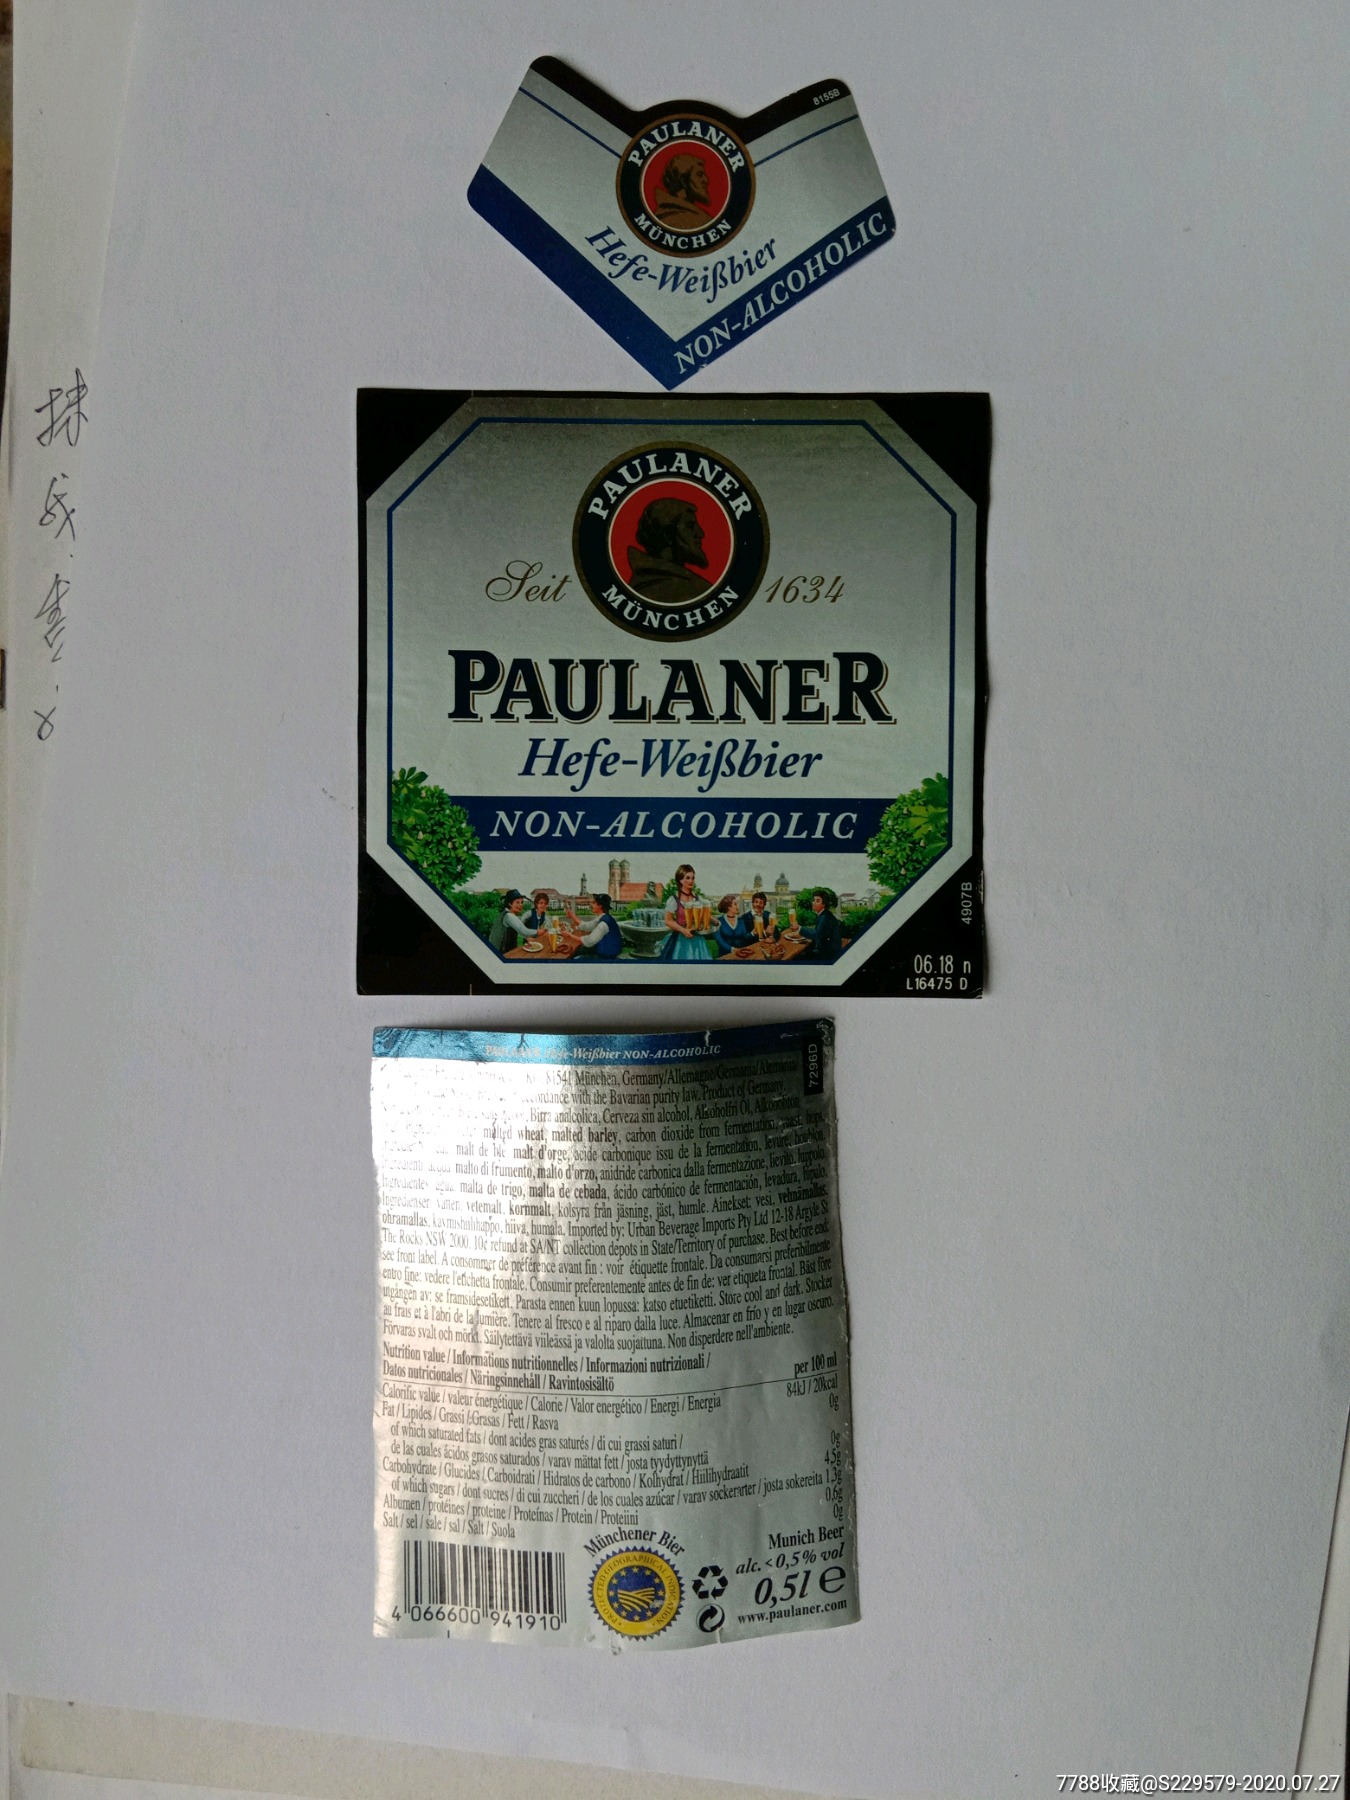 8155B
PAULANER
MÜNCHEN
Hefe-Weißbier
NON-ALCOHOLIC
PAULANER
MÜNCHEN
Seit 1634
PAULANER
Hefe-Weißbier
NON-ALCOHOLIC
4907B
06.18 n
L16475 D
Hefe-Weißbier NON-ALCOHOLIC
7296D
81541 München, Germany/Allemagne/Germania/Alemania
with the Bavarian purity law. Product of Germany.
Birra analcolica, Cerveza sin alcohol, Alkoholfri Öl, Alkoholiton
malted wheat, malted barley, carbon dioxide from fermentation, yeast, hops.
malt de blé, malt d'orge, acide carbonique issu de la fermentation, levure, houblon.
acqua, malto di frumento, malto d'orzo, anidride carbonica dalla fermentazione, lievito, luppolo.
Ingredientes: agua, malta de trigo, malta de cebada, ácido carbónico de fermentación, levadura, lúpulo.
Ingredienser: vatten, vetemalt, kornmalt, kolsyra från jäsning, jäst, humle. Ainekset: vesi, vehnämallas,
ohramallas, käymishiilihappo, hiiva, humala. Imported by: Urban Beverage Imports Pty Ltd 12-18 Argyle St
The Rocks NSW 2000. 10c refund at SA/NT collection depots in State/Territory of purchase. Best before end:
see front label. A consommer de préférence avant fin : voir étiquette frontale. Da consumarsi preferibilmente
entro fine: vedere l'etichetta frontale. Consumir preferentemente antes de fin de: ver etiqueta frontal. Bäst före
utgången av: se framsidesetikett. Parasta ennen kuun lopussa: katso etuetiketti. Store cool and dark. Stocker
au frais et à l'abri de la lumière. Tenere al fresco e al riparo dalla luce. Almacenar en frío y en lugar oscuro.
Förvaras svalt och mörkt. Säilytettävä viileässä ja valolta suojattuna. Non disperdere nell'ambiente.
Nutrition value / Informations nutritionnelles / Informazioni nutrizionali /
Datos nutricionales / Näringsinnehåll / Ravintosisältö per 100 ml
Calorific value / valeur énergétique / Calorie / Valor energético / Energi / Energia 84kJ / 20kcal
Fat / Lipides / Grassi / Grasas / Fett / Rasva 0g
of which saturated fats / dont acides gras saturés / di cui grassi saturi /
de las cuales ácidos grasos saturados / varav mättat fett / josta tyydyttynyttä 0g
Carbohydrate / Glucides / Carboidrati / Hidratos de carbono / Kolhydrat / Hiilihydraatit 4,5g
of which sugars / dont sucres / di cui zuccheri / de los cuales azúcar / varav sockerarter / josta sokereita 1,3g
Albumen / protéines / proteine / Proteínas / Protein / Proteiini 0,6g
Salt / sel / sale / sal / Salt / Suola 0g
Münchener Bier
PROTECTED GEOGRAPHICAL INDICATION
Munich Beer
alc. <0,5% vol
0,5l e
www.paulaner.com
4 066600 941910
7788收藏@S229579-2020.07.27